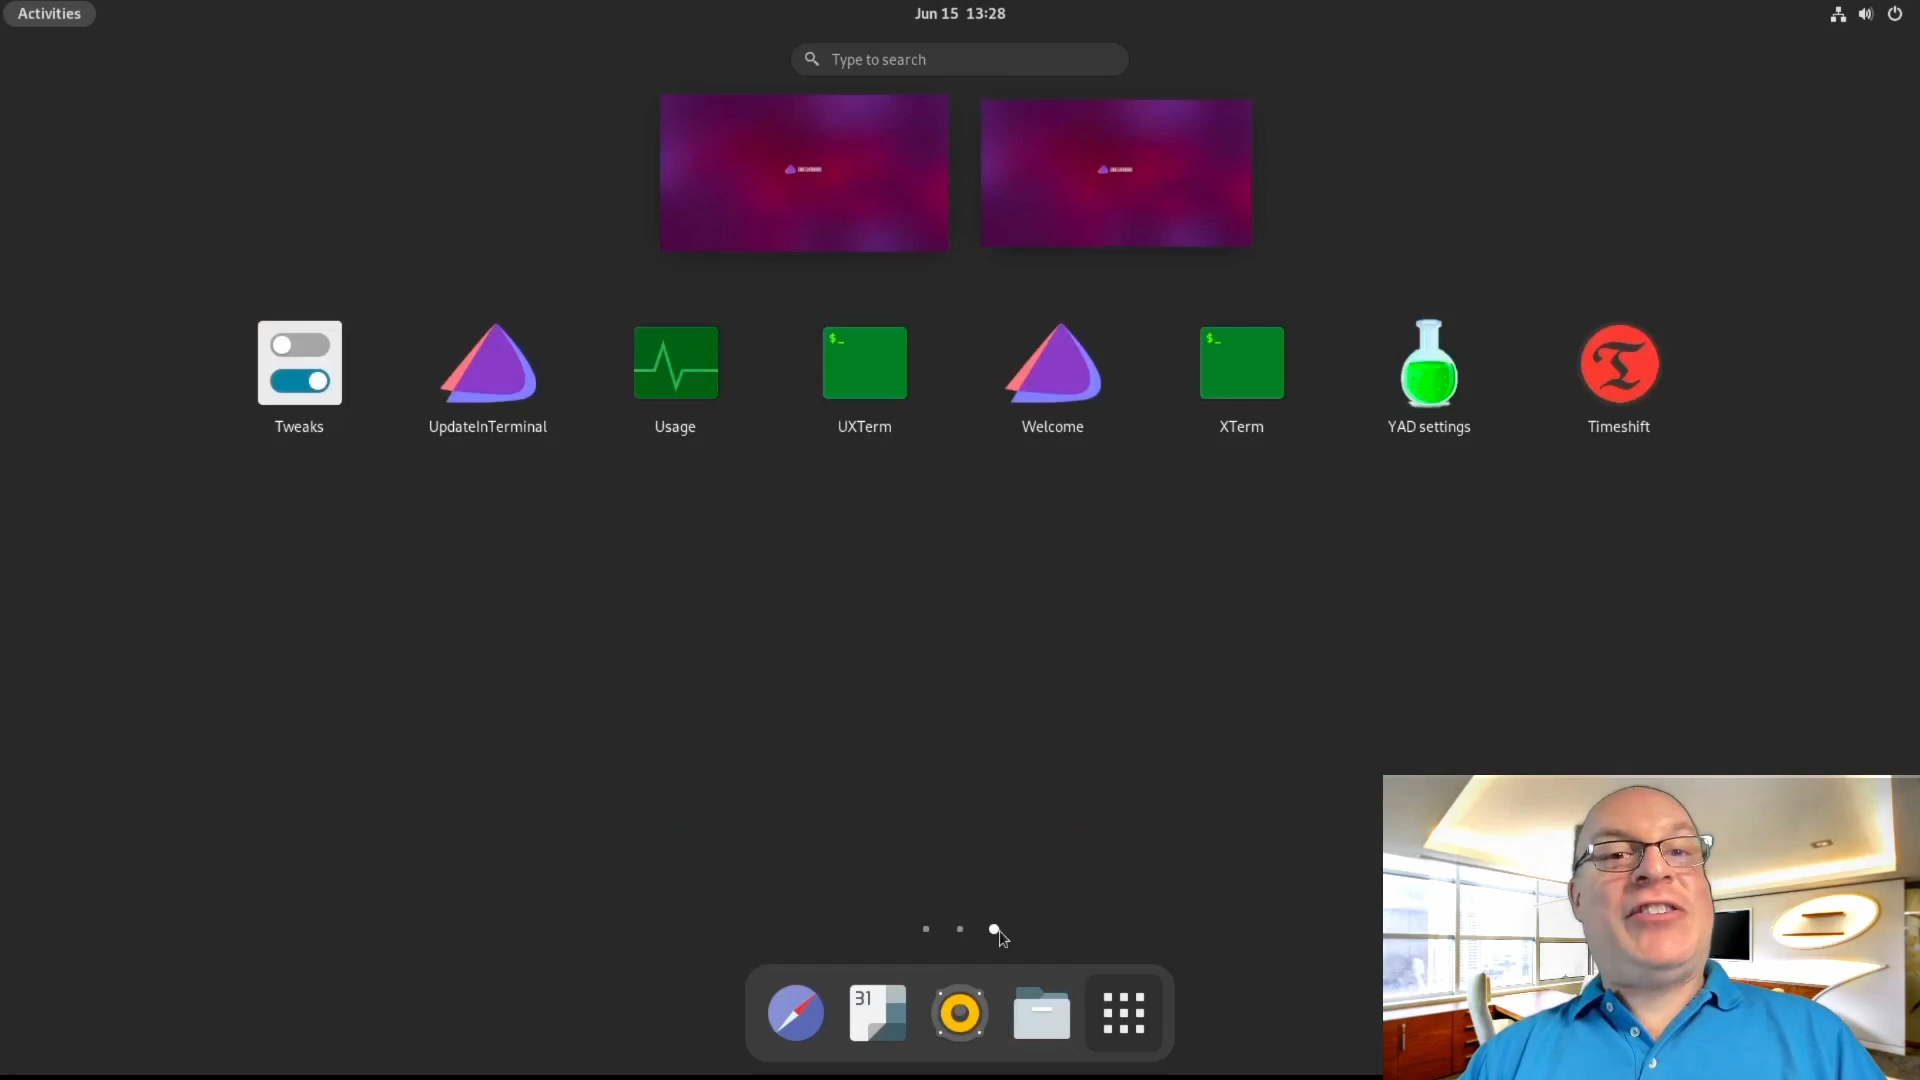 Activities
Jun 15 13:28
Type to search
Tweaks
UpdateInTerminal
Usage
$_
UXTerm
Welcome
$_
XTerm
YAD settings
Timeshift
31